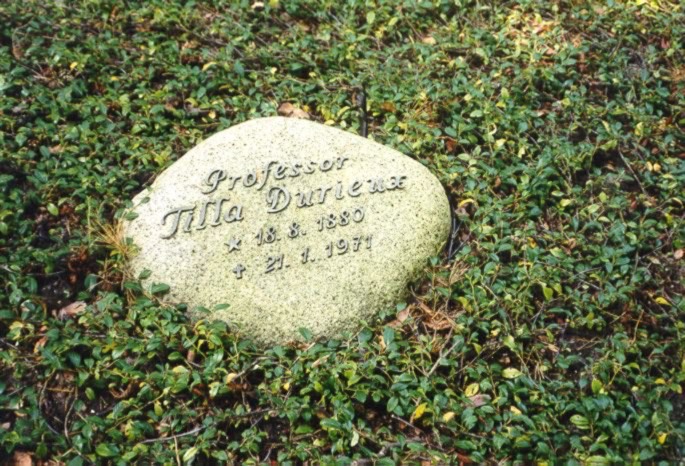 Professor
Tilla Durieux
* 18. 8. 1880
✝ 21. 1. 1971